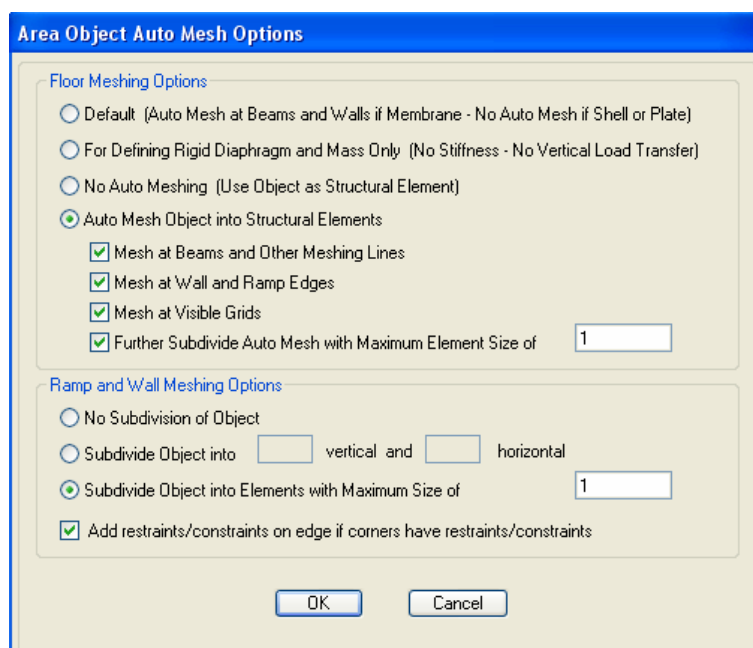 Area Object Auto Mesh Options
Floor Meshing Options
Default (Auto Mesh at Beams and Walls if Membrane - No Auto Mesh if Shell or Plate)
For Defining Rigid Diaphragm and Mass Only (No Stiffness - No Vertical Load Transfer)
No Auto Meshing (Use Object as Structural Element)
Auto Mesh Object into Structural Elements
Mesh at Beams and Other Meshing Lines
Mesh at Wall and Ramp Edges
Mesh at Visible Grids
Further Subdivide Auto Mesh with Maximum Element Size of 1
Ramp and Wall Meshing Options
No Subdivision of Object
Subdivide Object into vertical and horizontal
Subdivide Object into Elements with Maximum Size of 1
Add restraints/constraints on edge if corners have restraints/constraints
OK Cancel